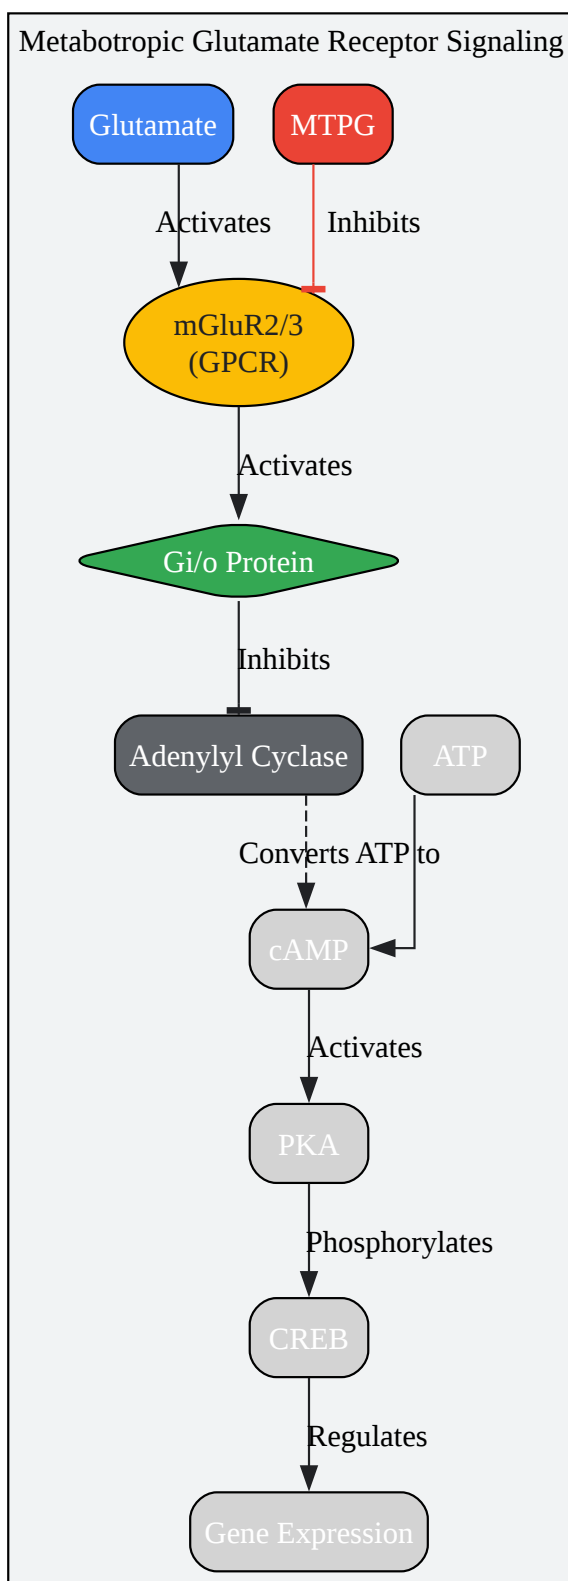 Metabotropic Glutamate Receptor Signaling
Glutamate
MTPG
Activates
Inhibits
mGluR2/3
(GPCR)
Activates
Gi/o Protein
Inhibits
Adenylyl Cyclase
ATP
Converts ATP to
cAMP
Activates
PKA
Phosphorylates
CREB
Regulates
Gene Expression